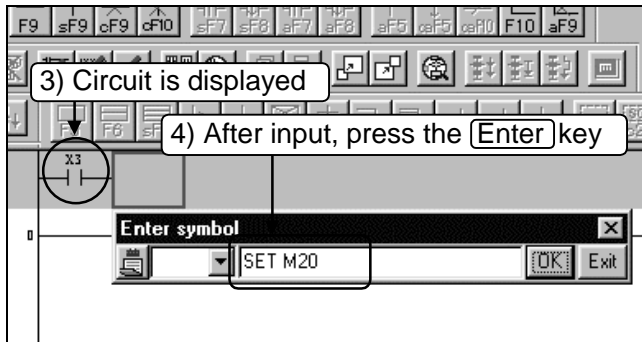 F9 sF9 cF9 cF10 sF7 sF8 aF7 aF8 aF5 caF5 caF10 F10 aF9
3) Circuit is displayed
F6
4) After input, press the Enter key
X3
0
Enter symbol
SET M20 OK Exit